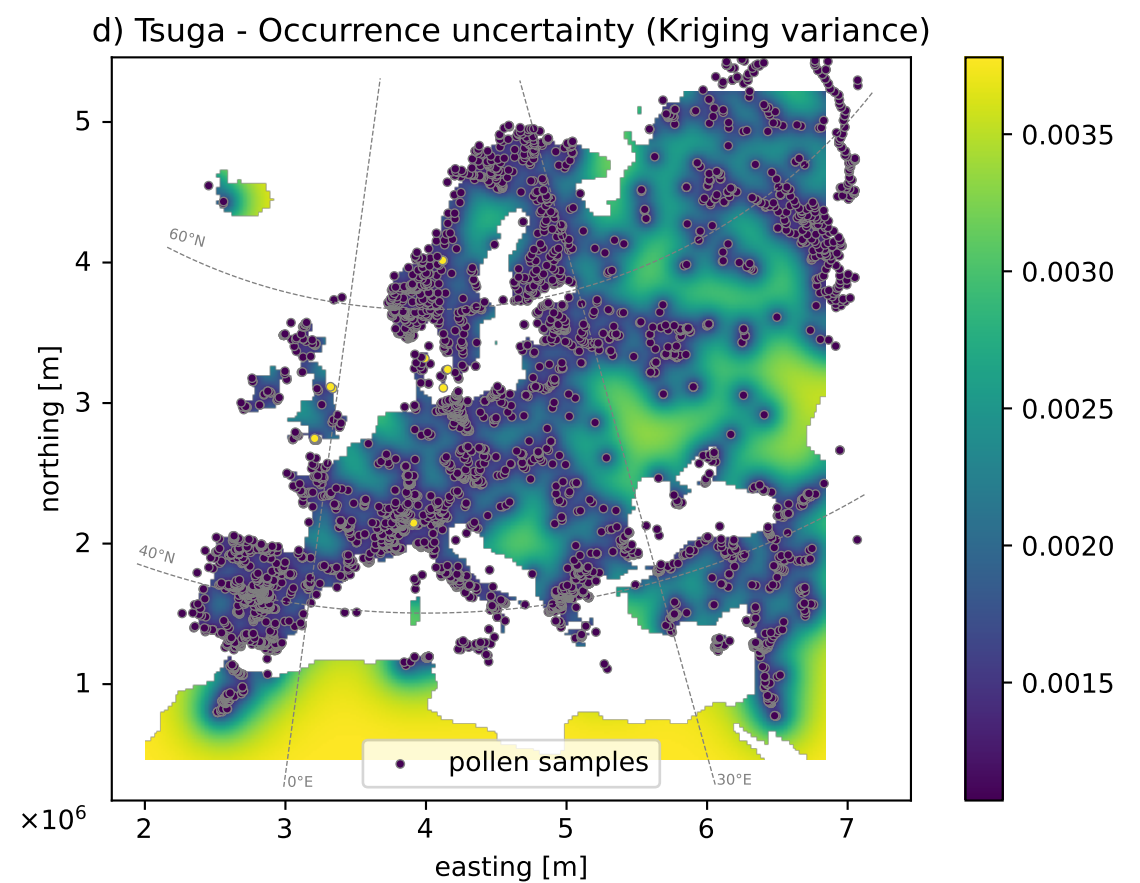 d) Tsuga - Occurrence uncertainty (Kriging variance)
5
4
3
2
1
northing [m]
60°N
40°N
0°E
30°E
pollen samples
×10⁶
2 3 4 5 6 7
easting [m]
0.0035
0.0030
0.0025
0.0020
0.0015